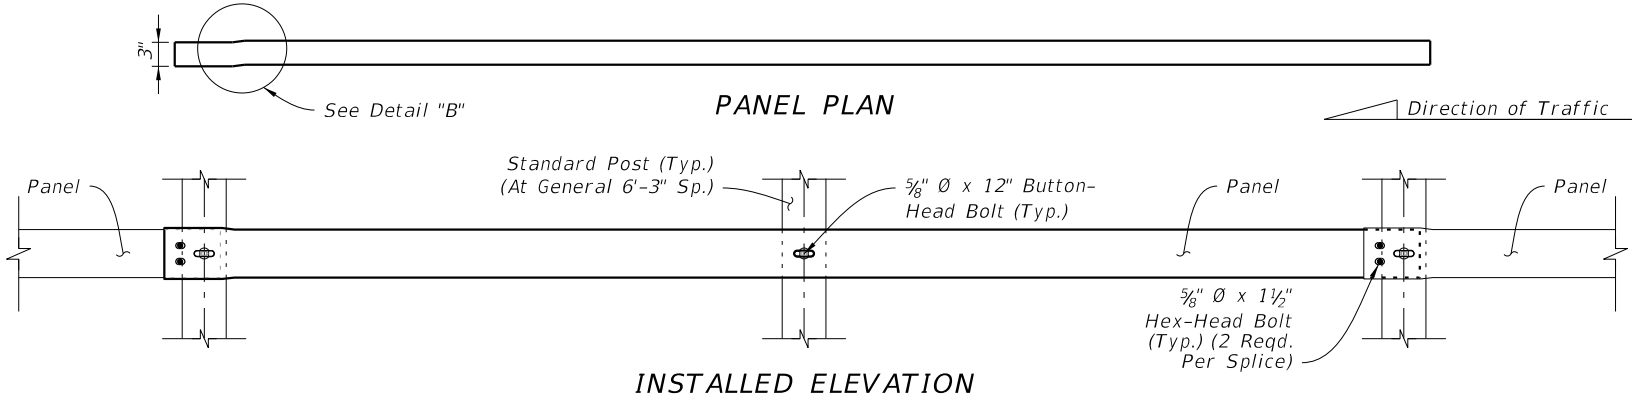 3"
See Detail "B"
PANEL PLAN
Direction of Traffic
Panel
Standard Post (Typ.)
(At General 6'-3" Sp.)
⅝" Ø x 12" Button-
Head Bolt (Typ.)
Panel
Panel
⅝" Ø x 1½"
Hex-Head Bolt
(Typ.) (2 Reqd.
Per Splice)
INSTALLED ELEVATION